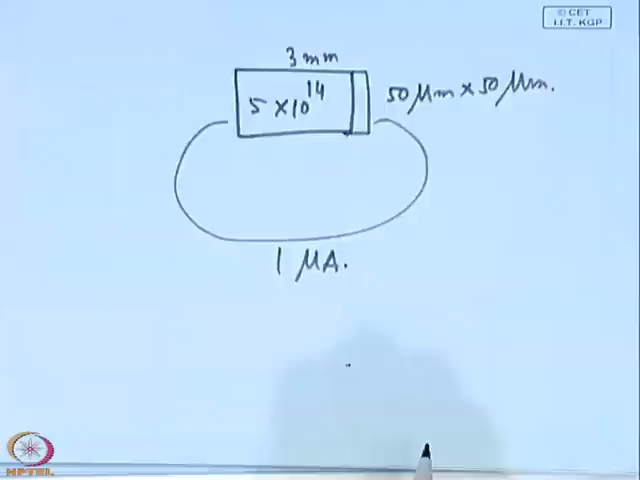 © CET
I.I.T. KGP
3 mm
5 × 10¹⁴
50 μm × 50 μm.
1 μA.
NPTEL